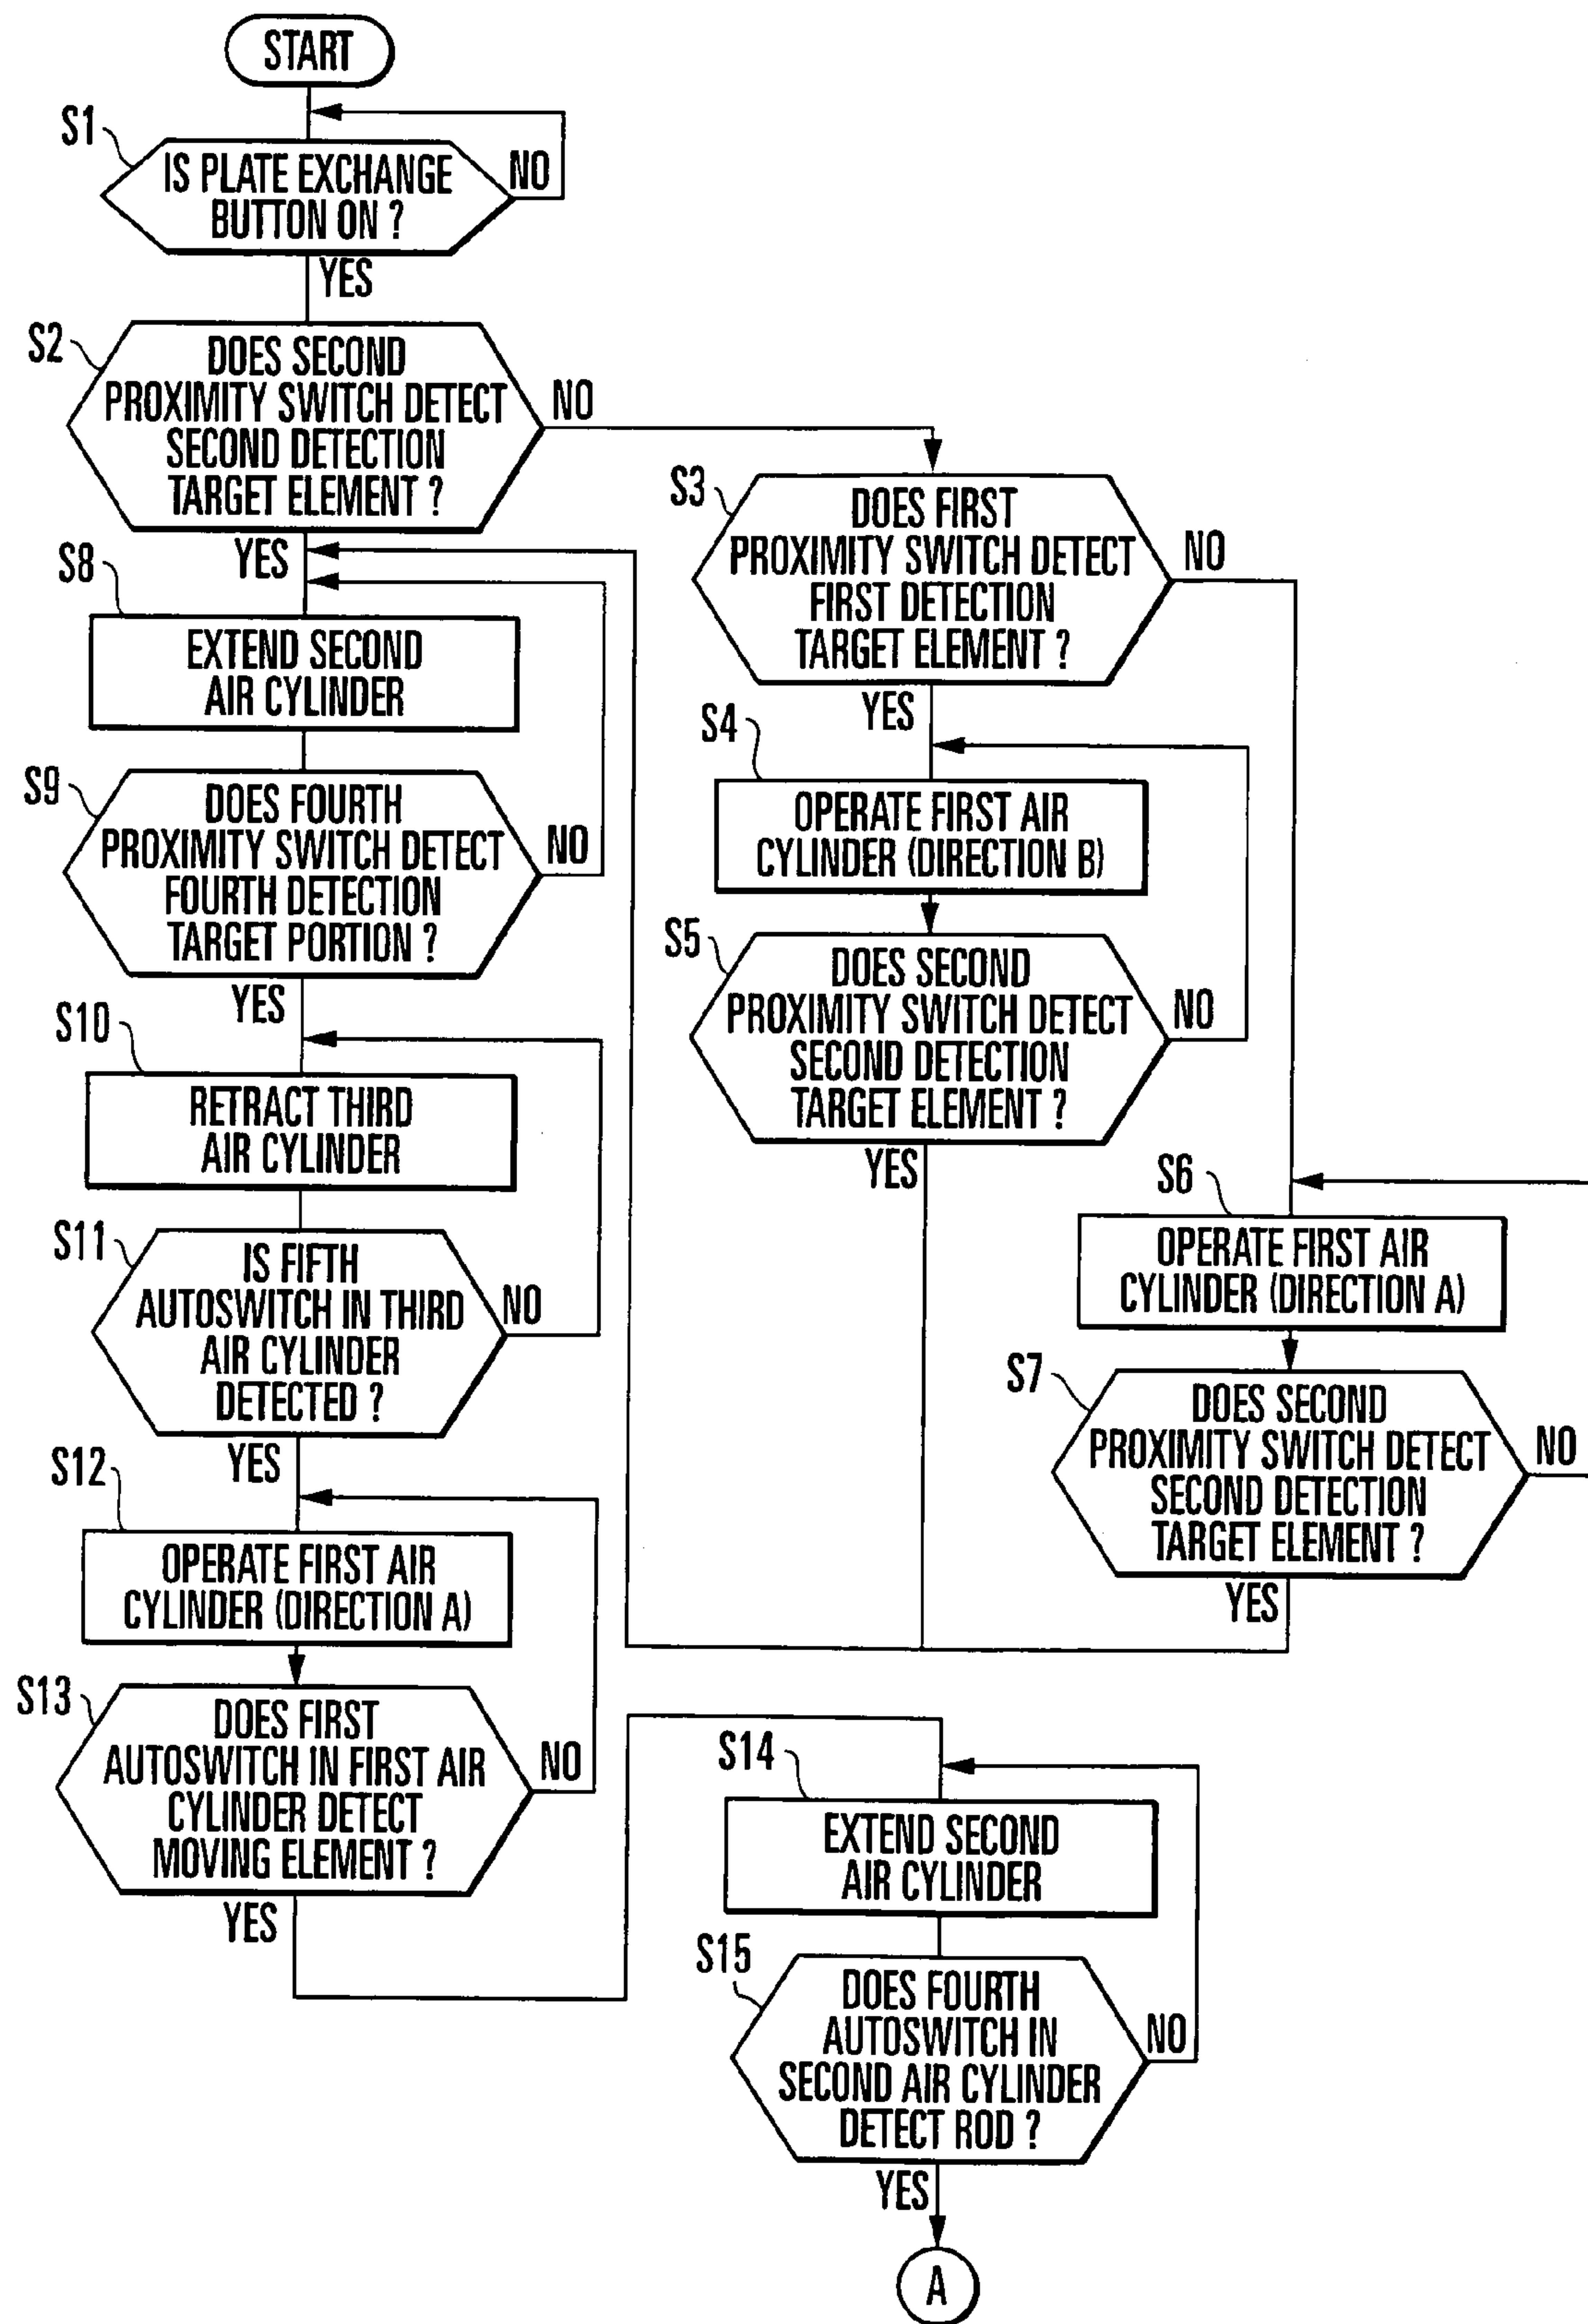 START
S1
IS PLATE EXCHANGE
BUTTON ON ?
NO
YES
S2
DOES SECOND
PROXIMITY SWITCH DETECT
SECOND DETECTION
TARGET ELEMENT ?
NO
YES
S3
DOES FIRST
PROXIMITY SWITCH DETECT
FIRST DETECTION
TARGET ELEMENT ?
NO
YES
S4
OPERATE FIRST AIR
CYLINDER (DIRECTION B)
S5
DOES SECOND
PROXIMITY SWITCH DETECT
SECOND DETECTION
TARGET ELEMENT ?
NO
YES
S6
OPERATE FIRST AIR
CYLINDER (DIRECTION A)
S7
DOES SECOND
PROXIMITY SWITCH DETECT
SECOND DETECTION
TARGET ELEMENT ?
NO
YES
S8
EXTEND SECOND
AIR CYLINDER
S9
DOES FOURTH
PROXIMITY SWITCH DETECT
FOURTH DETECTION
TARGET PORTION ?
NO
YES
S10
RETRACT THIRD
AIR CYLINDER
S11
IS FIFTH
AUTOSWITCH IN THIRD
AIR CYLINDER
DETECTED ?
NO
YES
S12
OPERATE FIRST AIR
CYLINDER (DIRECTION A)
S13
DOES FIRST
AUTOSWITCH IN FIRST AIR
CYLINDER DETECT
MOVING ELEMENT ?
NO
YES
S14
EXTEND SECOND
AIR CYLINDER
S15
DOES FOURTH
AUTOSWITCH IN
SECOND AIR CYLINDER
DETECT ROD ?
NO
YES
A